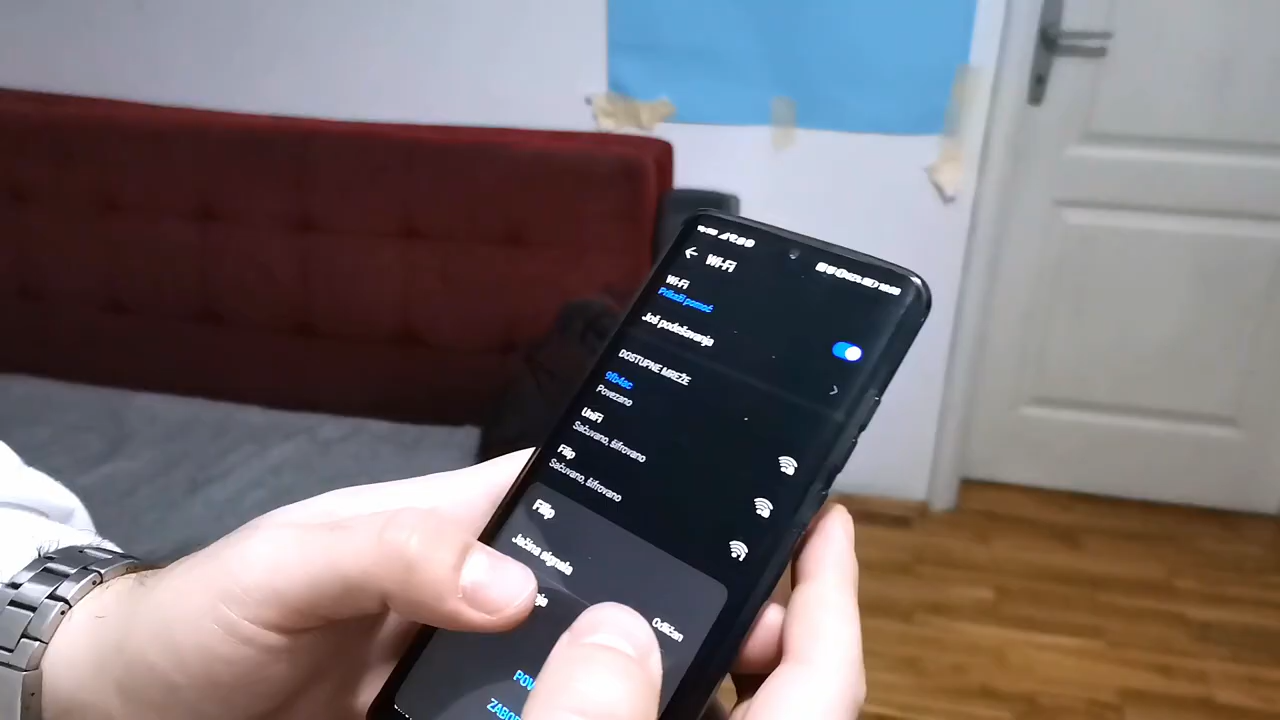 Wi-Fi
Wi-Fi
Prikaži pomoć
Još podešavanja
DOSTUPNE MREŽE
9fb4ac
Povezano
UniFi
Sačuvano, šifrovano
Filip
Sačuvano, šifrovano
Filip
Jačina signala
Odličan